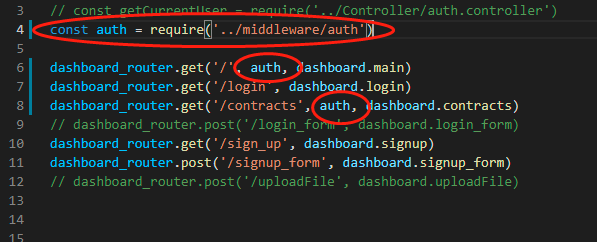 3 // const getCurrentUser = require('../Controller/auth.controller')
4 const auth = require('../middleware/auth')
5
6 dashboard_router.get('/', auth, dashboard.main)
7 dashboard_router.get('/login', dashboard.login)
8 dashboard_router.get('/contracts', auth, dashboard.contracts)
9 // dashboard_router.post('/login_form', dashboard.login_form)
10 dashboard_router.get('/sign_up', dashboard.signup)
11 dashboard_router.post('/signup_form', dashboard.signup_form)
12 // dashboard_router.post('/uploadFile', dashboard.uploadFile)
13
14
15